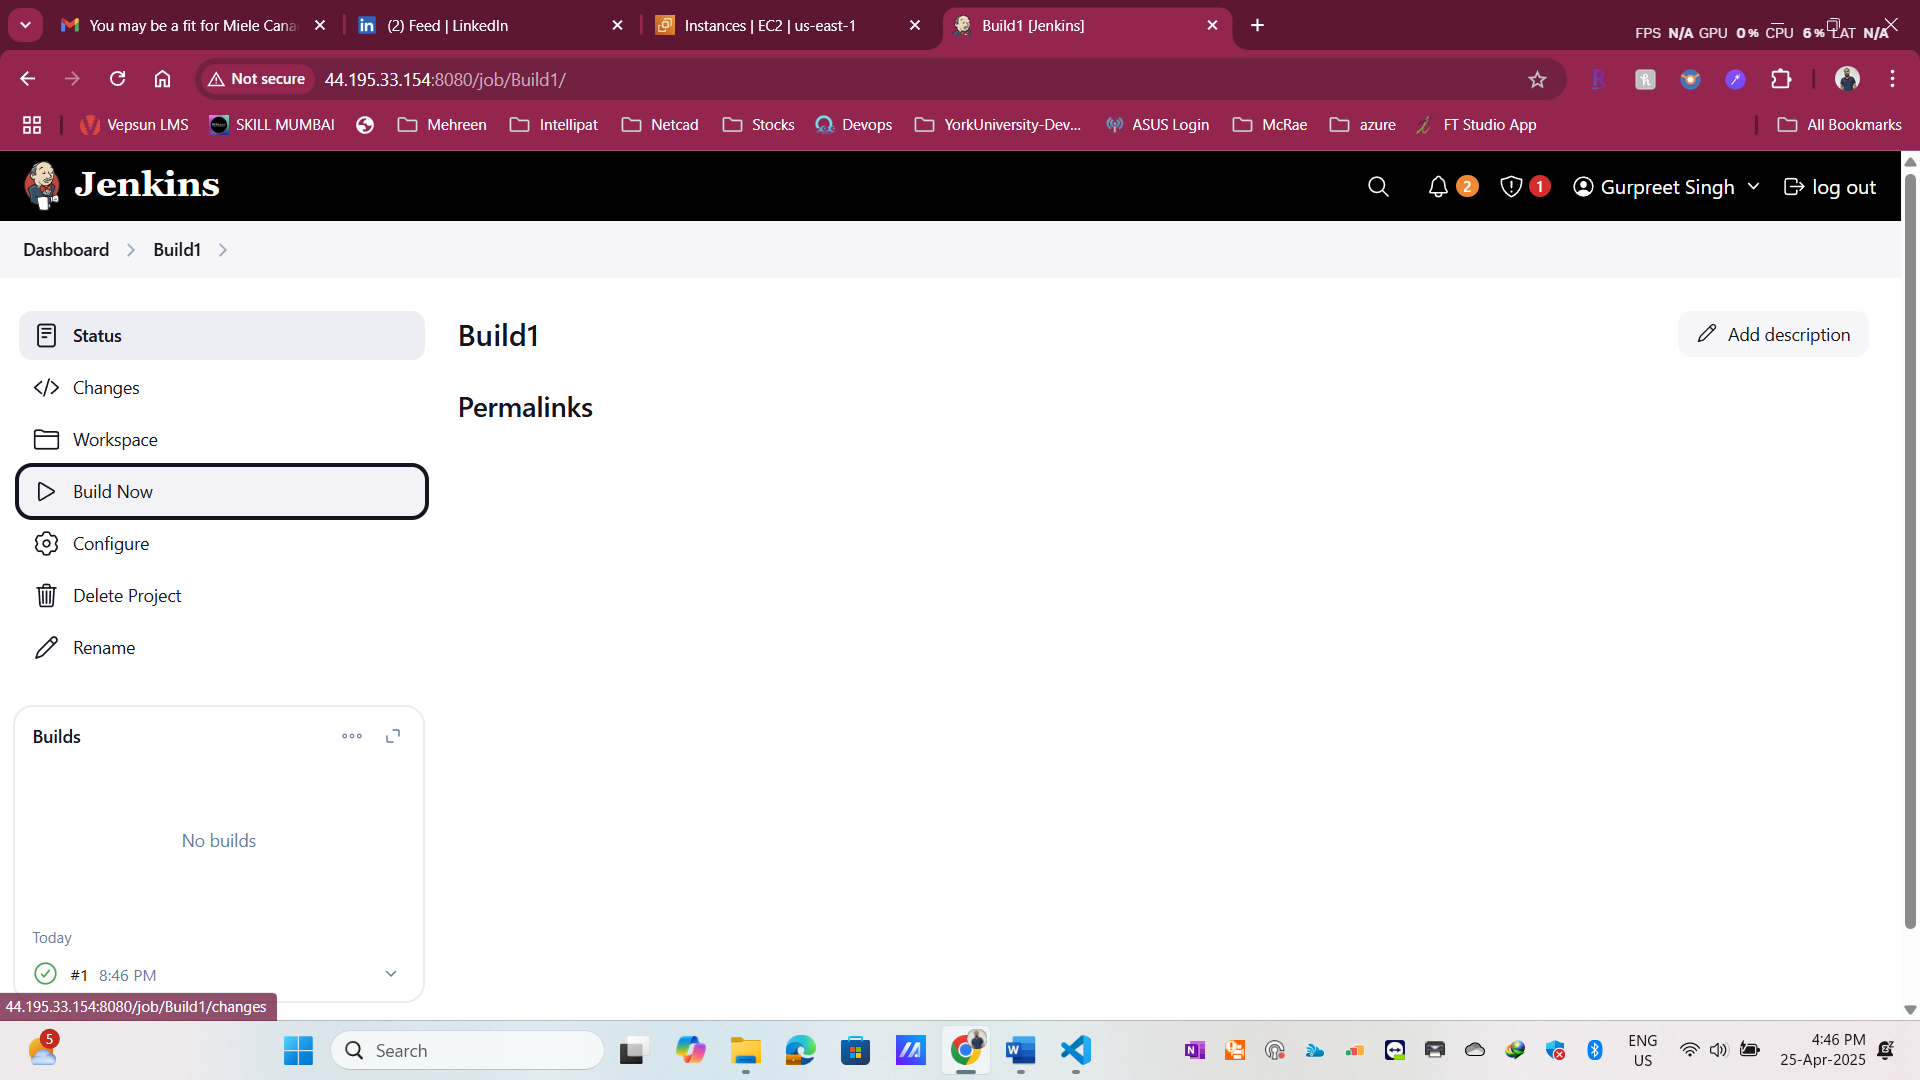 You may be a fit for Miele Cana
(2) Feed | LinkedIn
Instances | EC2 | us-east-1
Build1 [Jenkins]
FPS N/A GPU 0% CPU 6% LAT N/A
Not secure
44.195.33.154:8080/job/Build1/
Vepsun LMS
SKILL MUMBAI
Mehreen
Intellipat
Netcad
Stocks
Devops
YorkUniversity-Dev...
ASUS Login
McRae
azure
FT Studio App
All Bookmarks
Jenkins
2
1
Gurpreet Singh
log out
Dashboard
Build1
Status
Build1
Add description
Changes
Permalinks
Workspace
Build Now
Configure
Delete Project
Rename
Builds
No builds
Today
#1 8:46 PM
44.195.33.154:8080/job/Build1/changes
5
Search
ENG
US
4:46 PM
25-Apr-2025